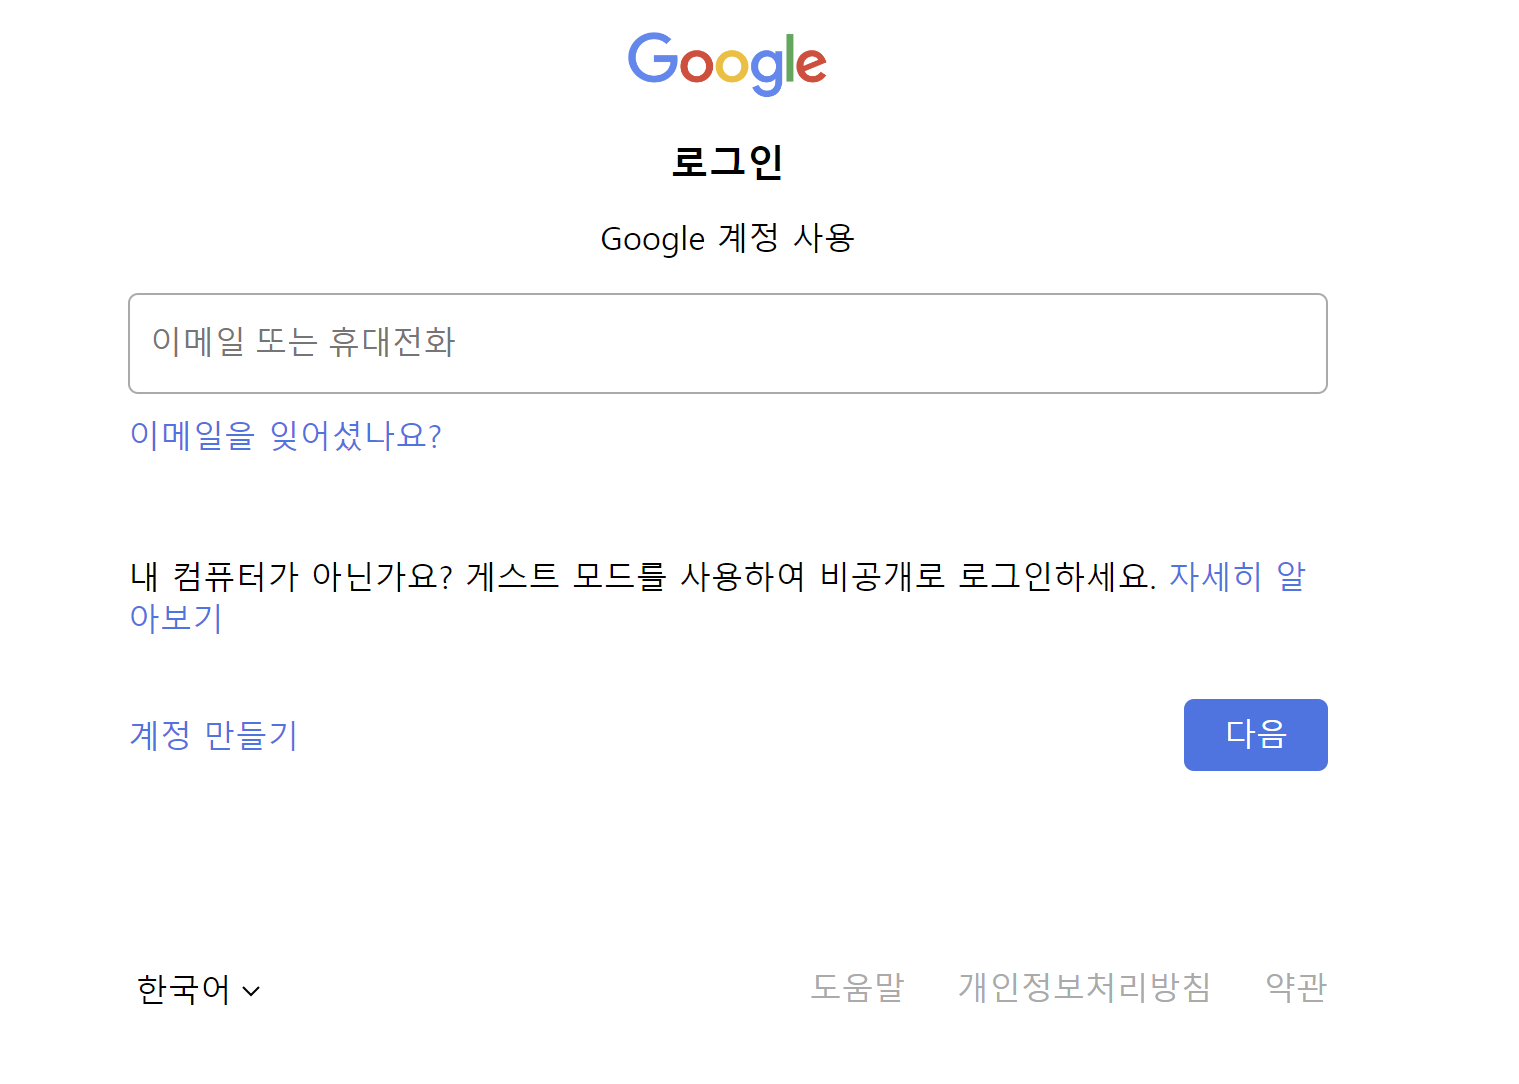 Google
로그인
Google 계정 사용
이메일 또는 휴대전화
이메일을 잊어셨나요?
내 컴퓨터가 아닌가요? 게스트 모드를 사용하여 비공개로 로그인하세요. 자세히 알
아보기
계정 만들기
다음
한국어
도움말 개인정보처리방침 약관